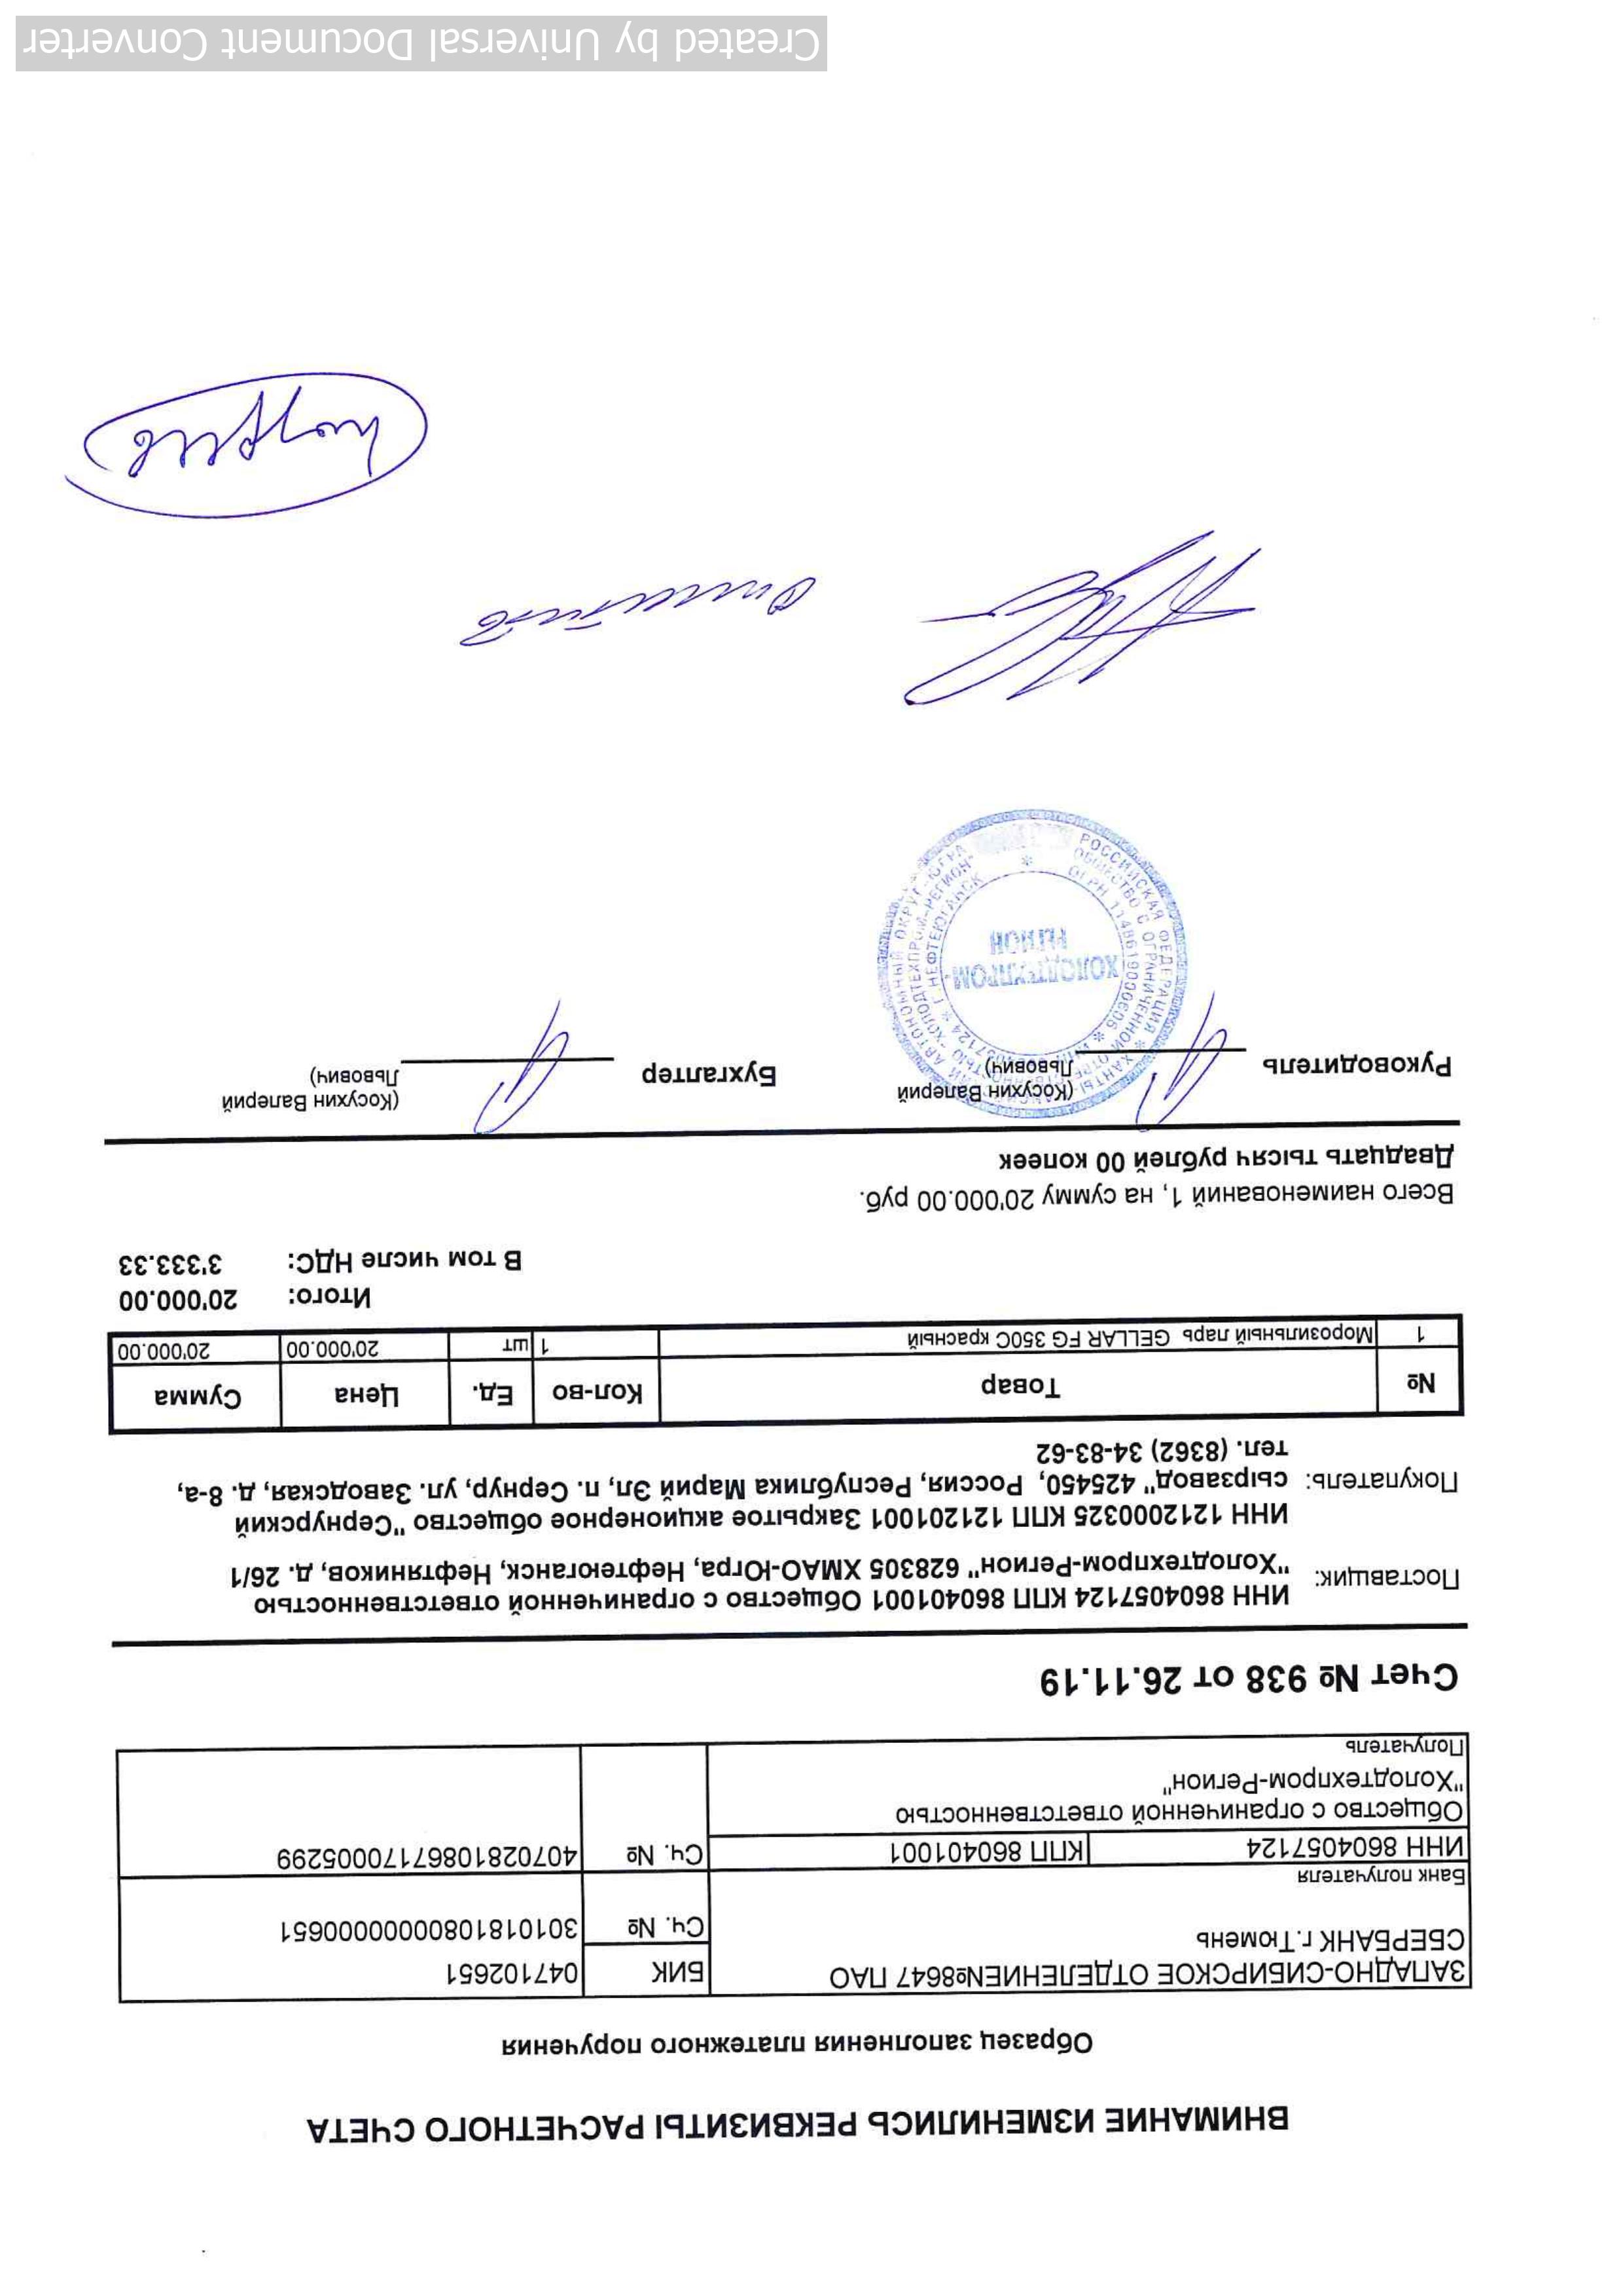 ВНИМАНИЕ ИЗМЕНИЛИСЬ РЕКВИЗИТЫ РАСЧЕТНОГО СЧЕТА
Образец заполнения платежного поручения
ЗАПАДНО-СИБИРСКОЕ ОТДЕЛЕНИЕ№8647 ПАО БИК 047102651
СБЕРБАНК г.Тюмень Сч. № 30101810800000000651
Банк получателя
ИНН 8604057124 КПП 860401001 Сч. № 40702810867170005299
Общество с ограниченной ответственностью
"Холодтехпром-Регион"
Получатель
Счет № 938 от 26.11.19
Поставщик: ИНН 8604057124 КПП 860401001 Общество с ограниченной ответственностью
"Холодтехпром-Регион" 628305 ХМАО-Югра, Нефтеюганск, Нефтяников, д. 26/1
ИНН 1212000325 КПП 121201001 Закрытое акционерное общество "Сернурский
Покупатель: сырзавод" 425450, Россия, Республика Марий Эл, п. Сернур, ул. Заводская, д. 8-а,
тел. (8362) 34-83-62
№ Товар Кол-во Ед. Цена Сумма
1 Морозильный ларь GELLAR FG 350C красный 1 шт 20'000.00 20'000.00
Итого: 20'000.00
В том числе НДС: 3'333.33
Всего наименований 1, на сумму 20'000.00 руб.
Двадцать тысяч рублей 00 копеек
Руководитель (Косухин Валерий Львович) Бухгалтер (Косухин Валерий Львович)
РОССИЙСКАЯ ФЕДЕРАЦИЯ * ХАНТЫ-МАНСИЙСКИЙ АВТОНОМНЫЙ ОКРУГ-ЮГРА
ОБЩЕСТВО С ОГРАНИЧЕННОЙ ОТВЕТСТВЕННОСТЬЮ "ХОЛОДТЕХПРОМ-РЕГИОН"
ОГРН 1148619000606 * ИНН 8604057124 * Г.НЕФТЕЮГАНСК
ХОЛОДТЕХПРОМ-
РЕГИОН
Created by Universal Document Converter